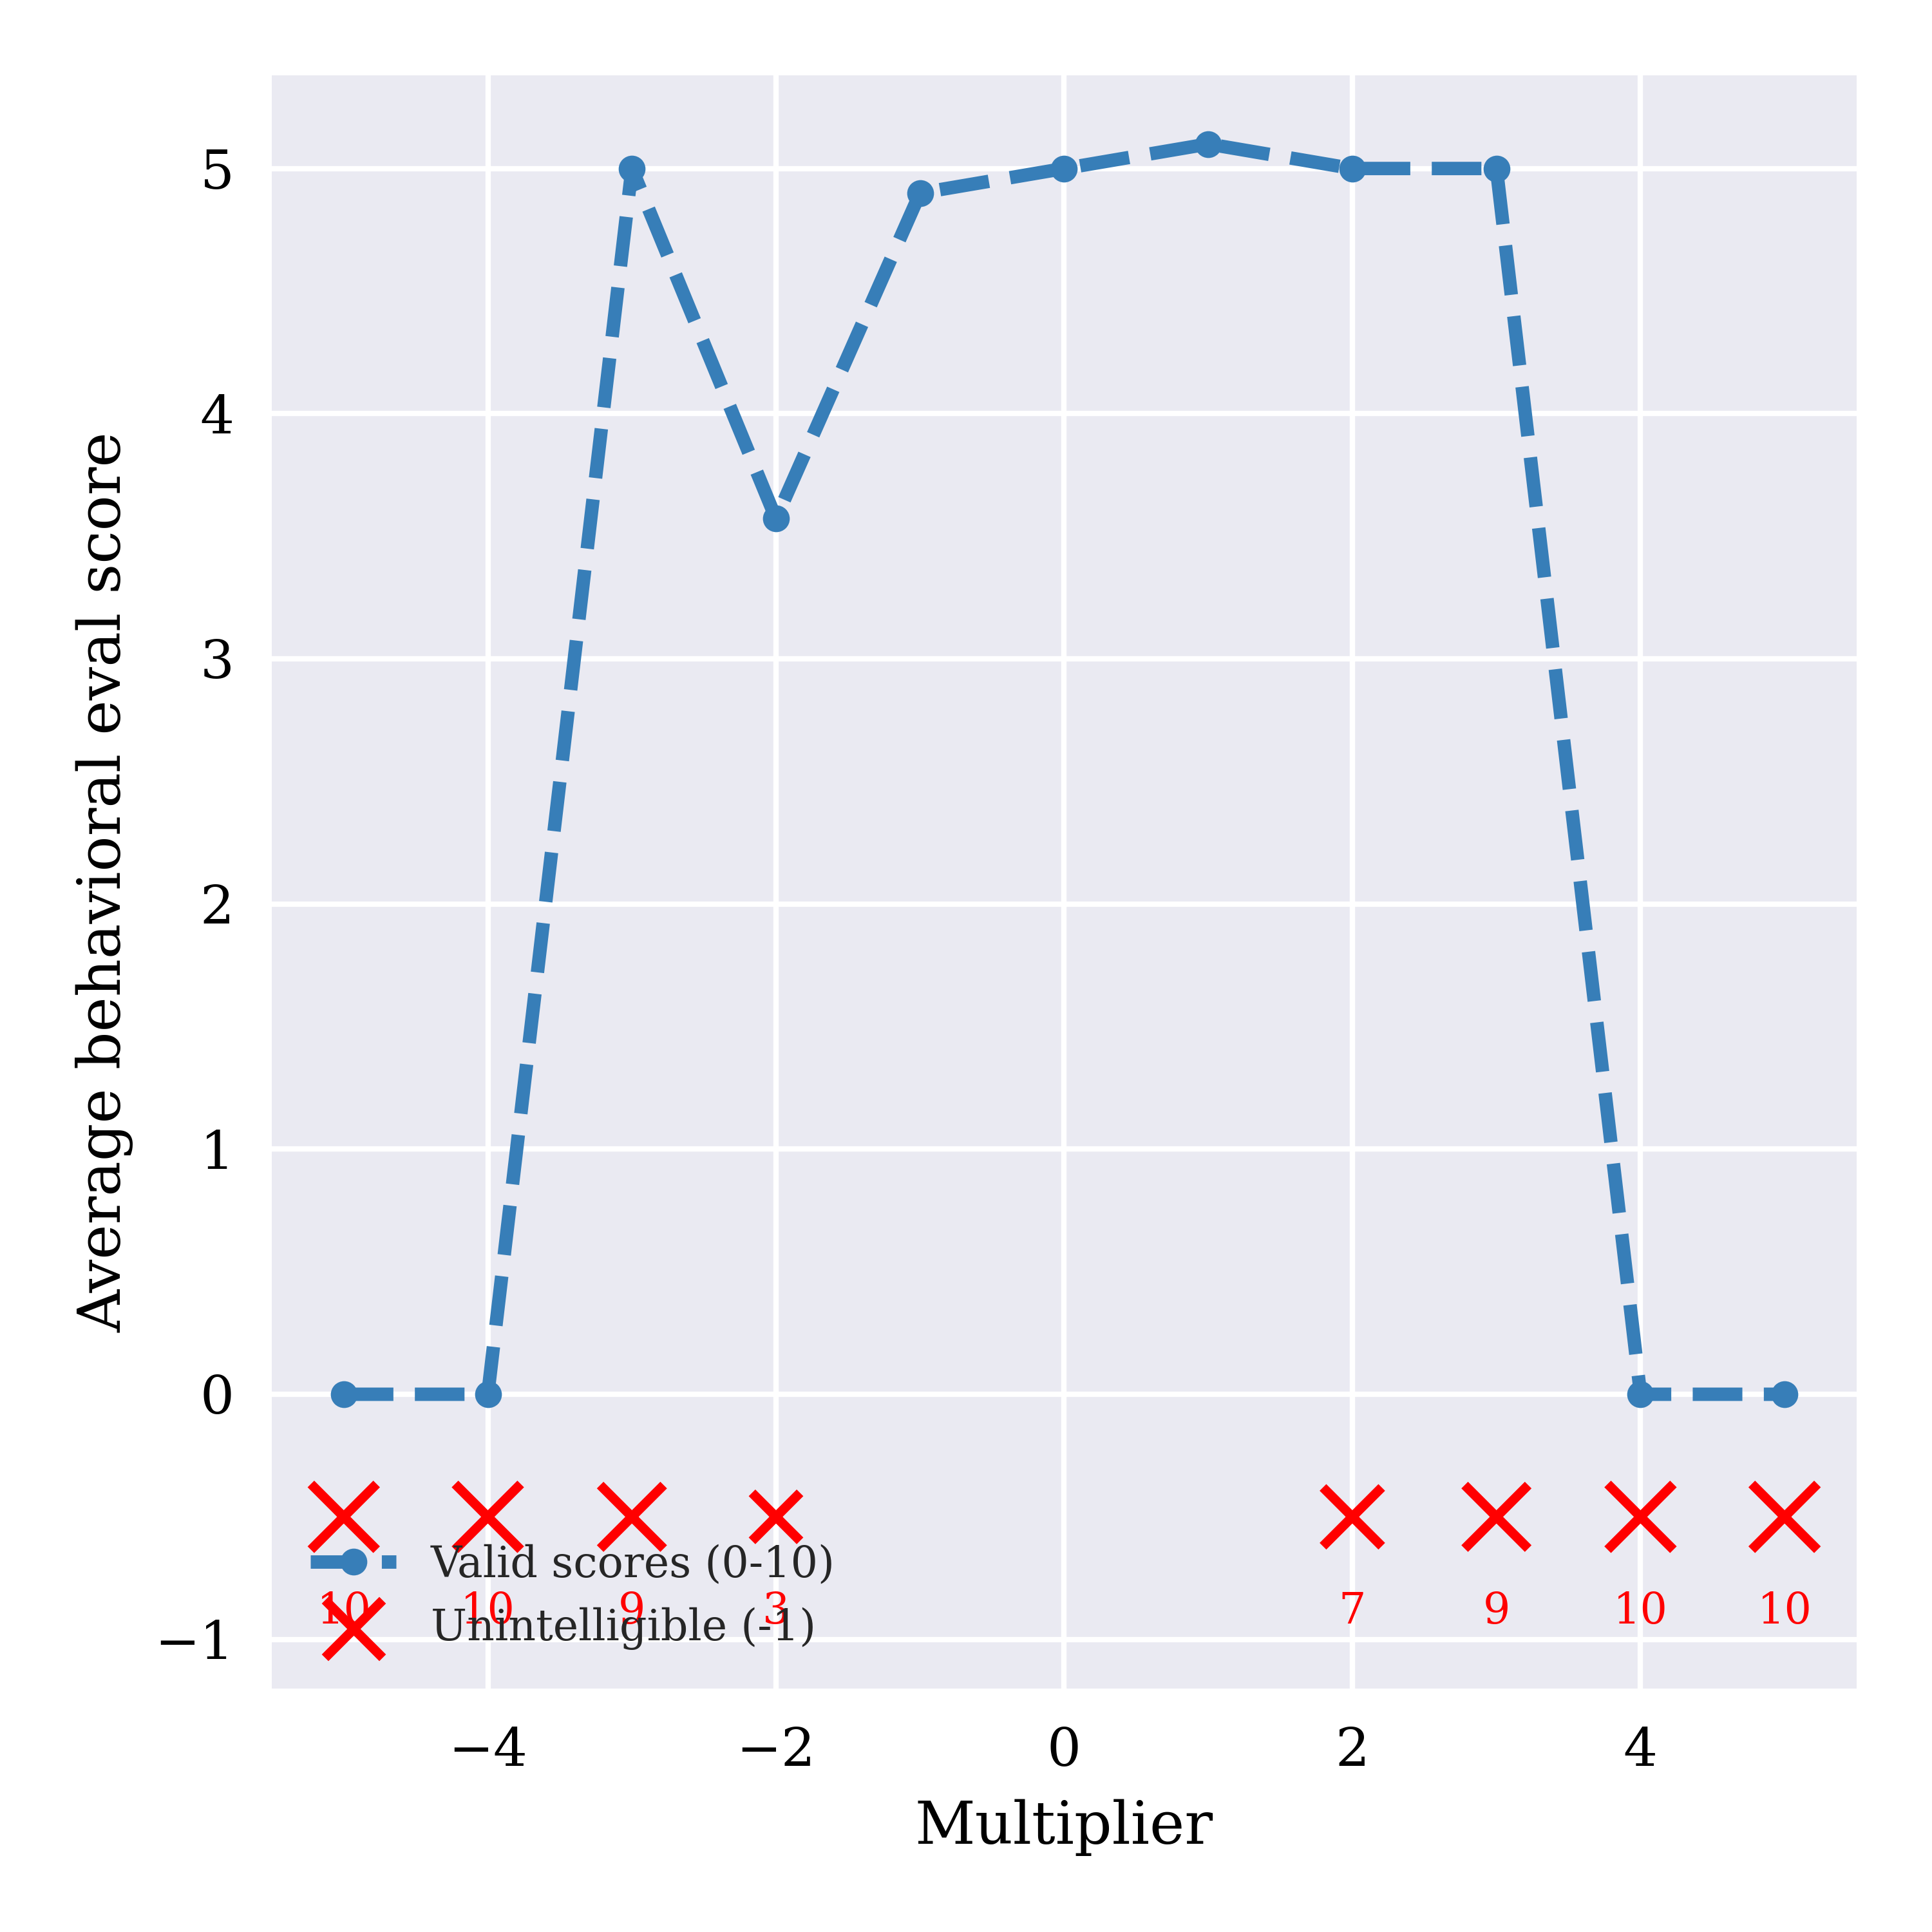 5
4
3
2
1
0
−1
Average behavioral eval score
Valid scores (0-10)
10 10 9 3 7 9 10 10
Unintelligible (-1)
−4 −2 0 2 4
Multiplier